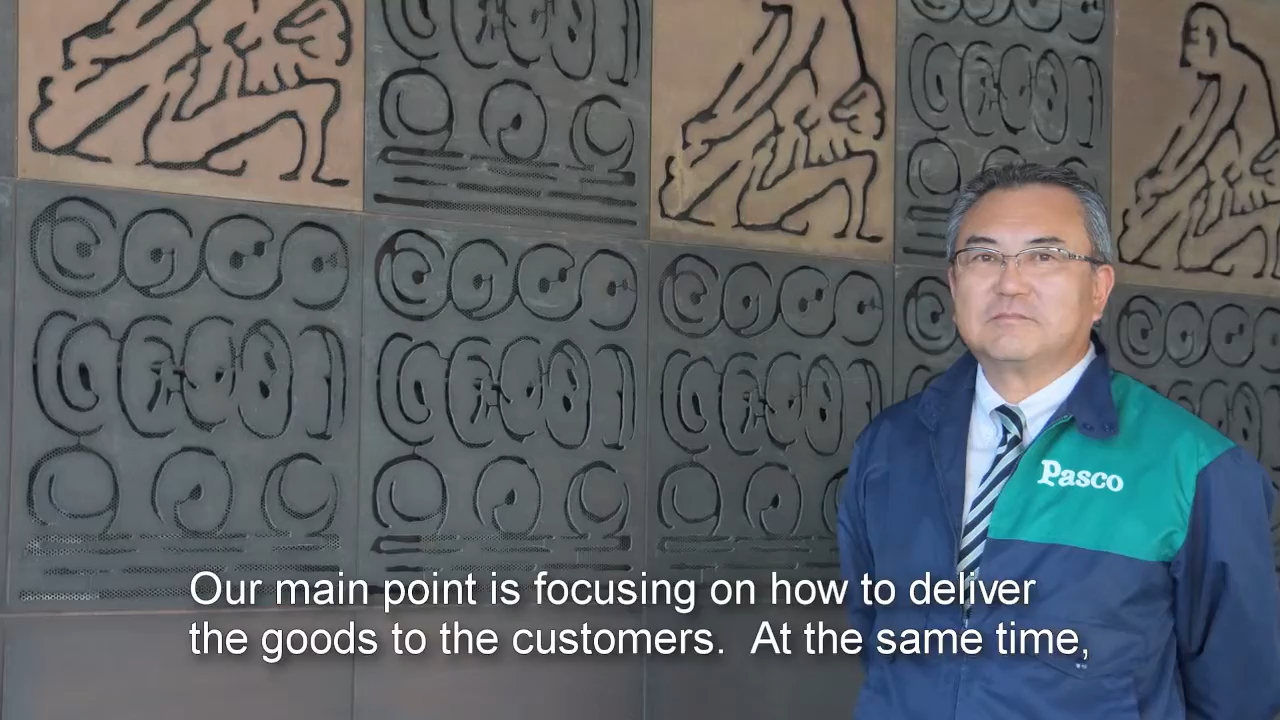 Pasco
Our main point is focusing on how to deliver
the goods to the customers.  At the same time,